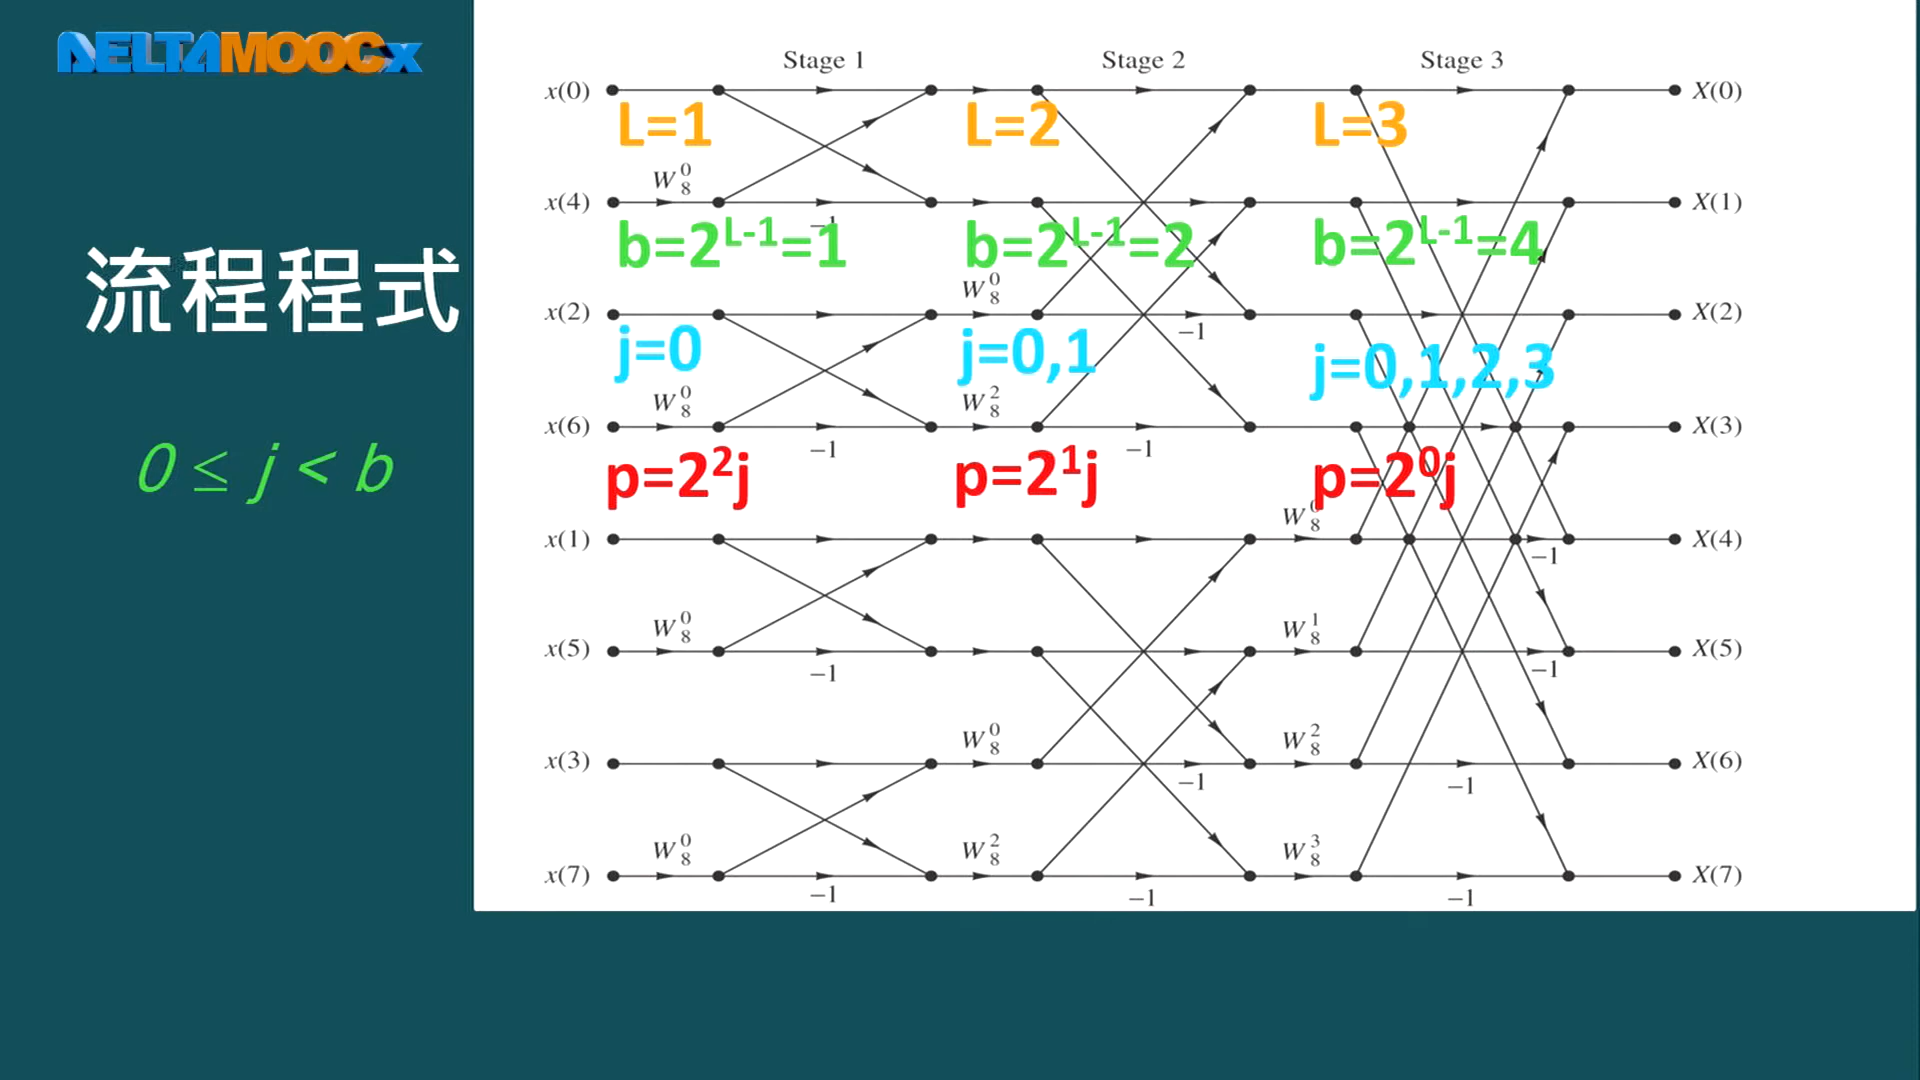 DELTAMOOCx
流程程式
0 ≤ j < b
Stage 1 Stage 2 Stage 3
x(0) X(0)
L=1 L=2 L=3
W₈⁰
x(4) X(1)
−1
b=2ᴸ⁻¹=1 b=2ᴸ⁻¹=2 b=2ᴸ⁻¹=4
W₈⁰
x(2) X(2)
−1
j=0 j=0,1 j=0,1,2,3
W₈⁰ W₈²
x(6) X(3)
−1 −1
p=2²j p=2¹j p=2⁰j
W₈⁰
x(1) X(4)
−1
W₈⁰ W₈¹
x(5) X(5)
−1 −1
W₈⁰ W₈²
x(3) X(6)
−1 −1
W₈⁰ W₈² W₈³
x(7) X(7)
−1 −1 −1